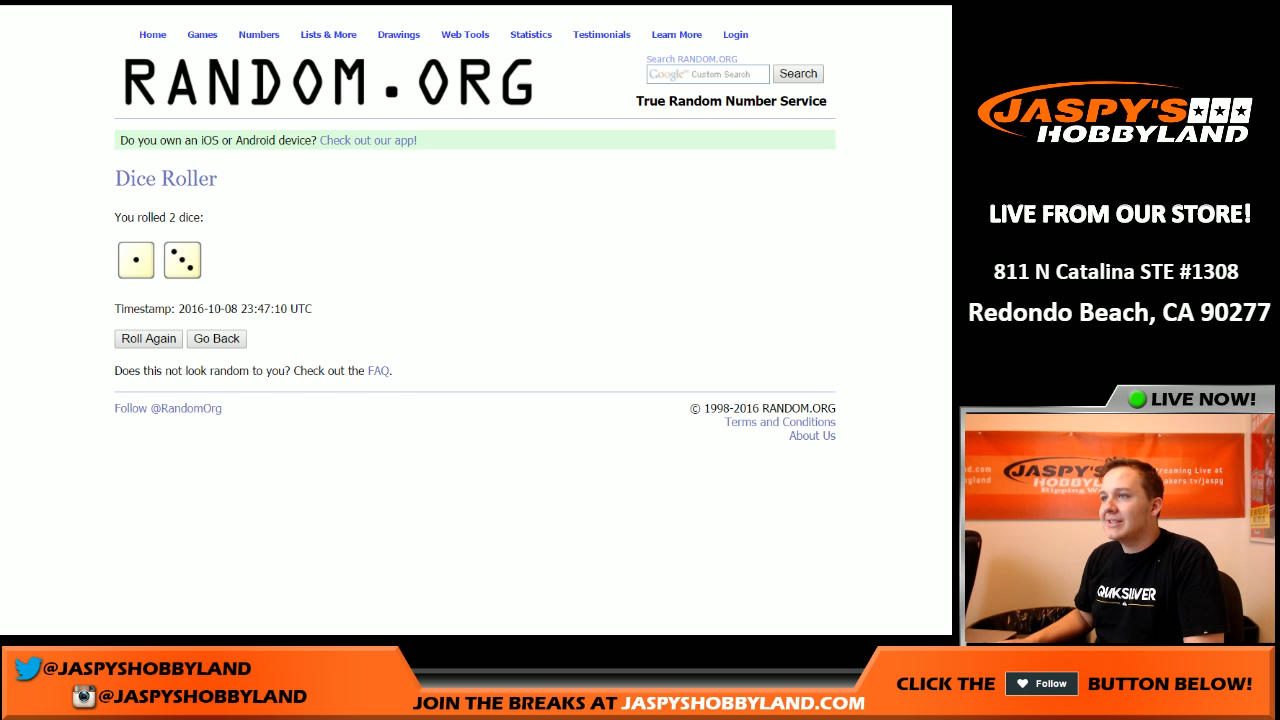 Home Games Numbers Lists & More Drawings Web Tools Statistics Testimonials Learn More Login
RANDOM.ORG
Search RANDOM.ORG
Google™ Custom Search Search
True Random Number Service
Do you own an iOS or Android device? Check out our app!
Dice Roller
You rolled 2 dice:
Timestamp: 2016-10-08 23:47:10 UTC
Roll Again Go Back
Does this not look random to you? Check out the FAQ.
Follow @RandomOrg
© 1998-2016 RANDOM.ORG
Terms and Conditions
About Us
JASPY'S
HOBBYLAND
LIVE FROM OUR STORE!
811 N Catalina STE #1308
Redondo Beach, CA 90277
LIVE NOW!
JASPY'S
HOBBYLAND
QUIKSILVER
@JASPYSHOBBYLAND
@JASPYSHOBBYLAND
JOIN THE BREAKS AT JASPYSHOBBYLAND.COM
CLICK THE Follow BUTTON BELOW!